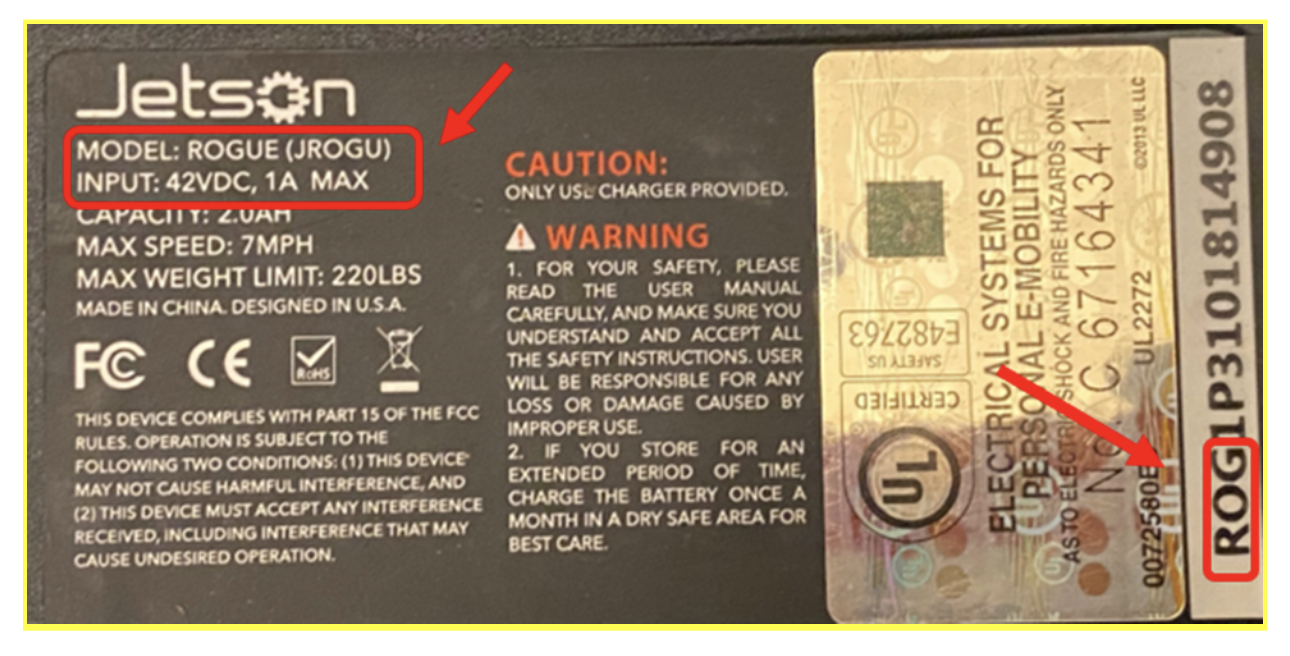 Jetson
MODEL: ROGUE (JROGU)
INPUT: 42VDC, 1A MAX
CAPACITY: 2.0AH
MAX SPEED: 7MPH
MAX WEIGHT LIMIT: 220LBS
MADE IN CHINA. DESIGNED IN U.S.A.
FC CE RoHS
THIS DEVICE COMPLIES WITH PART 15 OF THE FCC
RULES. OPERATION IS SUBJECT TO THE
FOLLOWING TWO CONDITIONS: (1) THIS DEVICE
MAY NOT CAUSE HARMFUL INTERFERENCE, AND
(2) THIS DEVICE MUST ACCEPT ANY INTERFERENCE
RECEIVED, INCLUDING INTERFERENCE THAT MAY
CAUSE UNDESIRED OPERATION.
CAUTION:
ONLY USE CHARGER PROVIDED.
WARNING
1. FOR YOUR SAFETY, PLEASE
READ THE USER MANUAL
CAREFULLY, AND MAKE SURE YOU
UNDERSTAND AND ACCEPT ALL
THE SAFETY INSTRUCTIONS. USER
WILL BE RESPONSIBLE FOR ANY
LOSS OR DAMAGE CAUSED BY
IMPROPER USE.
2. IF YOU STORE FOR AN
EXTENDED PERIOD OF TIME,
CHARGE THE BATTERY ONCE A
MONTH IN A DRY SAFE AREA FOR
BEST CARE.
UL
CERTIFIED
SAFETY US
E482763
ELECTRICAL SYSTEMS FOR
PERSONAL E-MOBILITY
AS TO ELECTRICAL SHOCK AND FIRE HAZARDS ONLY
No. C 67164341
00725580E UL2272 ©2013 UL LLC
ROG1P310181814908